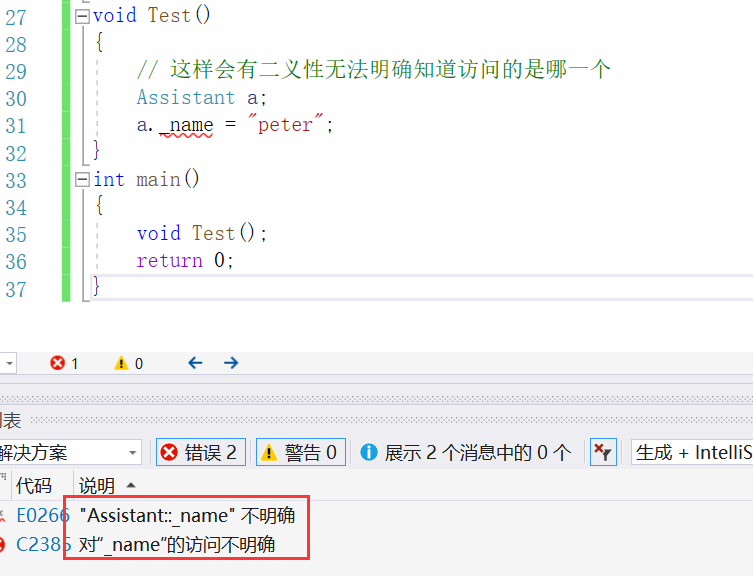 27 void Test()
28 {
29 // 这样会有二义性无法明确知道访问的是哪一个
30 Assistant a;
31 a._name = "peter";
32 }
33 int main()
34 {
35 void Test();
36 return 0;
37 }
1 0
列表
解决方案 错误 2 警告 0 展示 2 个消息中的 0 个 生成 + IntelliS
代码 说明
E0266 "Assistant::_name" 不明确
C2385 对“_name”的访问不明确